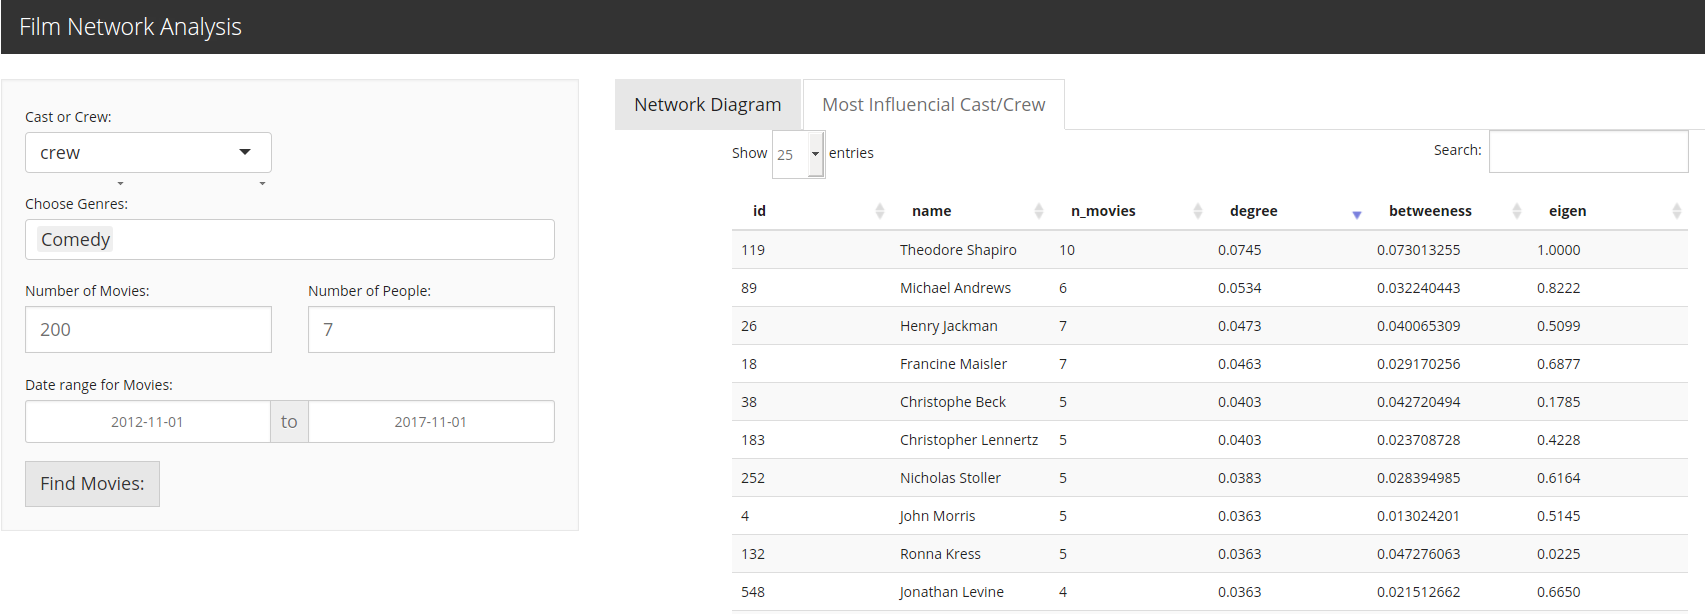 Film Network Analysis
Cast or Crew:
crew
Choose Genres:
Comedy
Number of Movies: Number of People:
200 7
Date range for Movies:
2012-11-01 to 2017-11-01
Find Movies:
Network Diagram Most Influencial Cast/Crew
Show 25 entries Search:
id name n_movies degree betweeness eigen
119 Theodore Shapiro 10 0.0745 0.073013255 1.0000
89 Michael Andrews 6 0.0534 0.032240443 0.8222
26 Henry Jackman 7 0.0473 0.040065309 0.5099
18 Francine Maisler 7 0.0463 0.029170256 0.6877
38 Christophe Beck 5 0.0403 0.042720494 0.1785
183 Christopher Lennertz 5 0.0403 0.023708728 0.4228
252 Nicholas Stoller 5 0.0383 0.028394985 0.6164
4 John Morris 5 0.0363 0.013024201 0.5145
132 Ronna Kress 5 0.0363 0.047276063 0.0225
548 Jonathan Levine 4 0.0363 0.021512662 0.6650